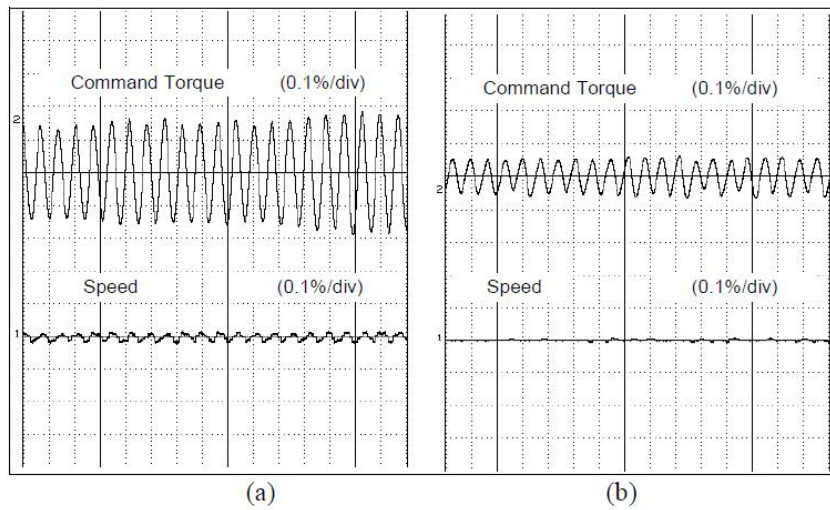 Command Torque (0.1%/div)
2
Speed (0.1%/div)
1
(a)
Command Torque (0.1%/div)
2
Speed (0.1%/div)
1
(b)